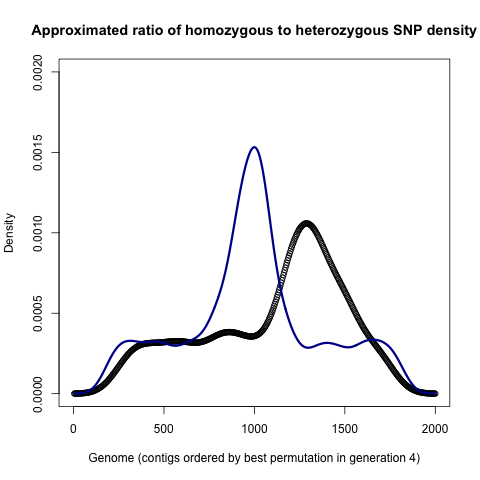 Approximated ratio of homozygous to heterozygous SNP density
Density
0.0020
0.0015
0.0010
0.0005
0.0000
0 500 1000 1500 2000
Genome (contigs ordered by best permutation in generation 4)